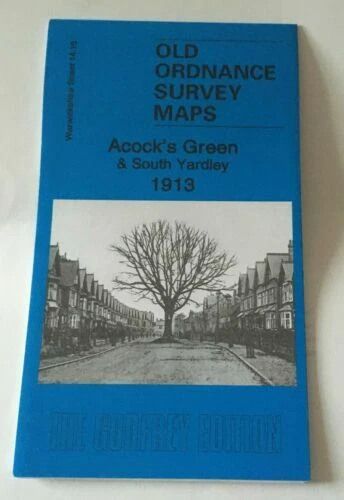 Warwickshire Sheet 14.15
OLD
ORDNANCE
SURVEY
MAPS
Acock's Green
& South Yardley
1913
THE GODFREY EDITION